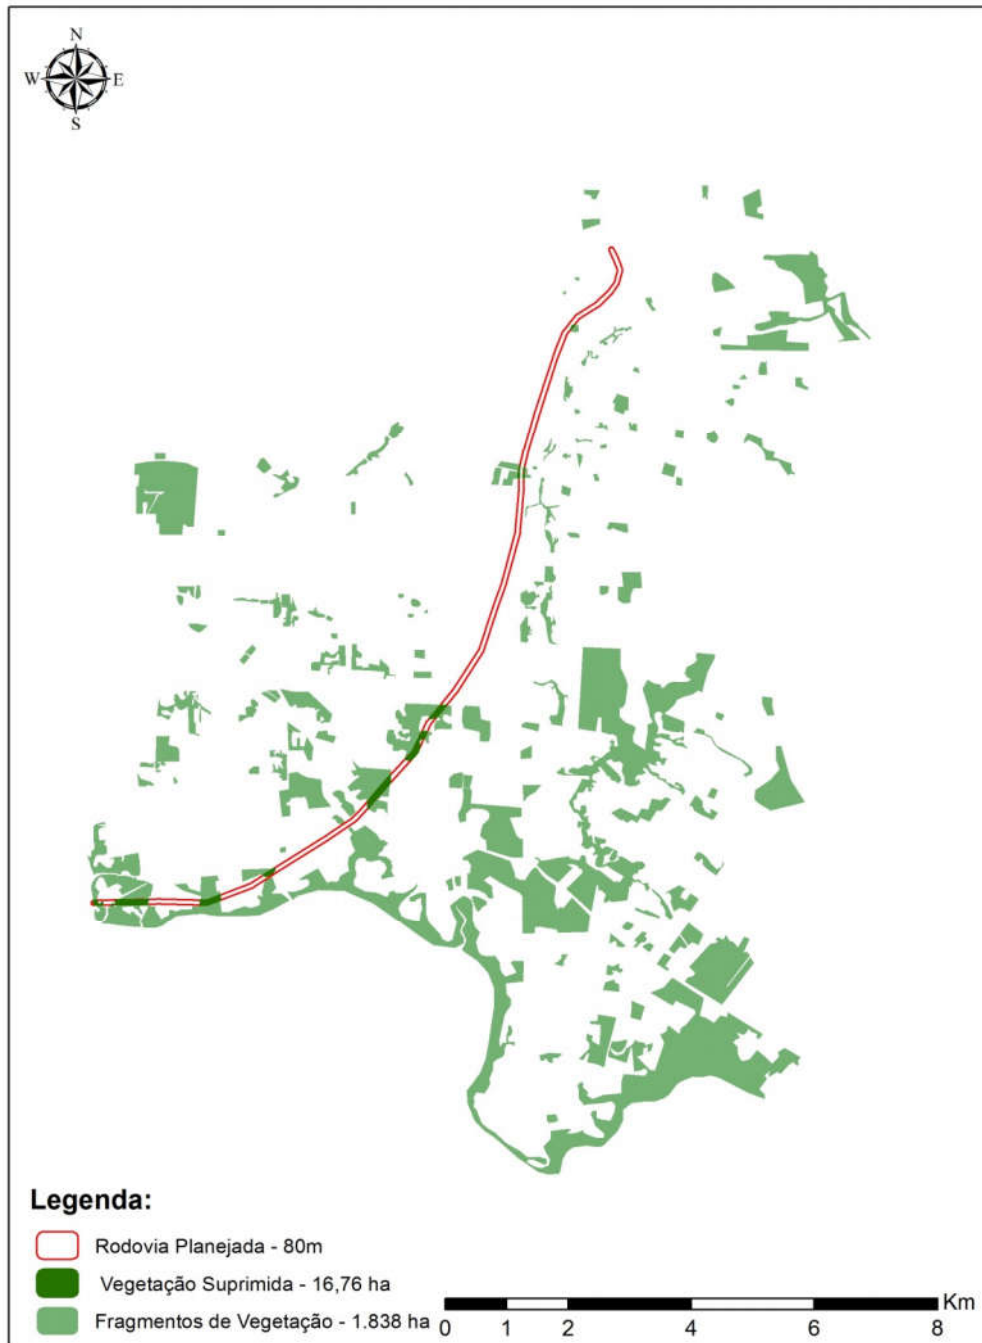 N
W E
S
Legenda:
Rodovia Planejada - 80m
Vegetação Suprimida - 16,76 ha
Fragmentos de Vegetação - 1.838 ha
Km
0 1 2 4 6 8